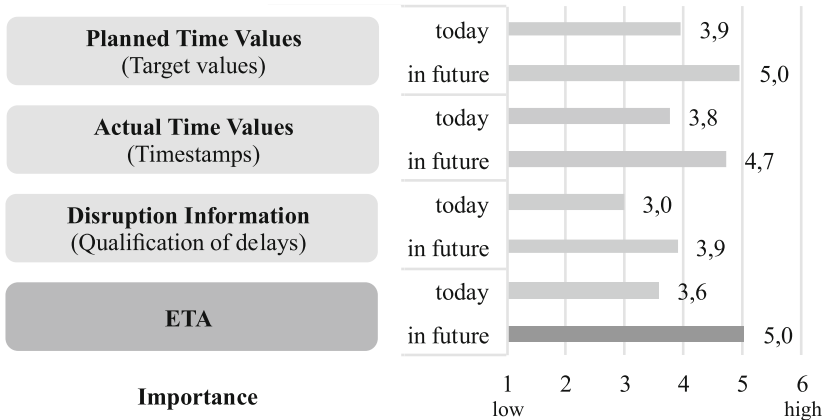 Planned Time Values
(Target values)
today 3,9
in future 5,0
Actual Time Values
(Timestamps)
today 3,8
in future 4,7
Disruption Information
(Qualification of delays)
today 3,0
in future 3,9
ETA
today 3,6
in future 5,0
Importance
1 2 3 4 5 6
low high